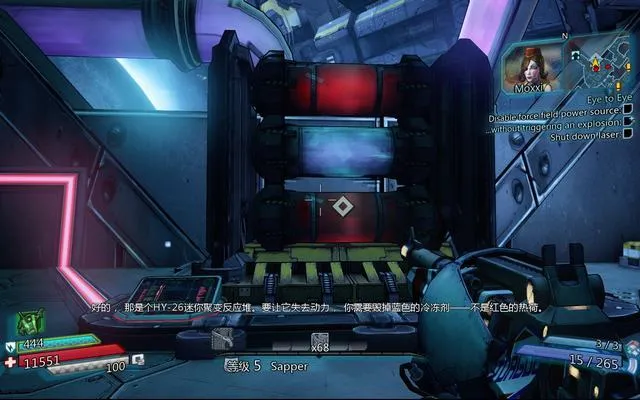 N
Moxxi
Eye to Eye
Disable force field power source:
...without triggering an explosion:
Shut down laser:
好的，那是个HY-26迷你聚变反应堆。要让它失去动力，你需要毁掉蓝色的冷冻剂——不是红色的热荷。
444
11551
100
x68
等级 5 Sapper
3/3
15/265